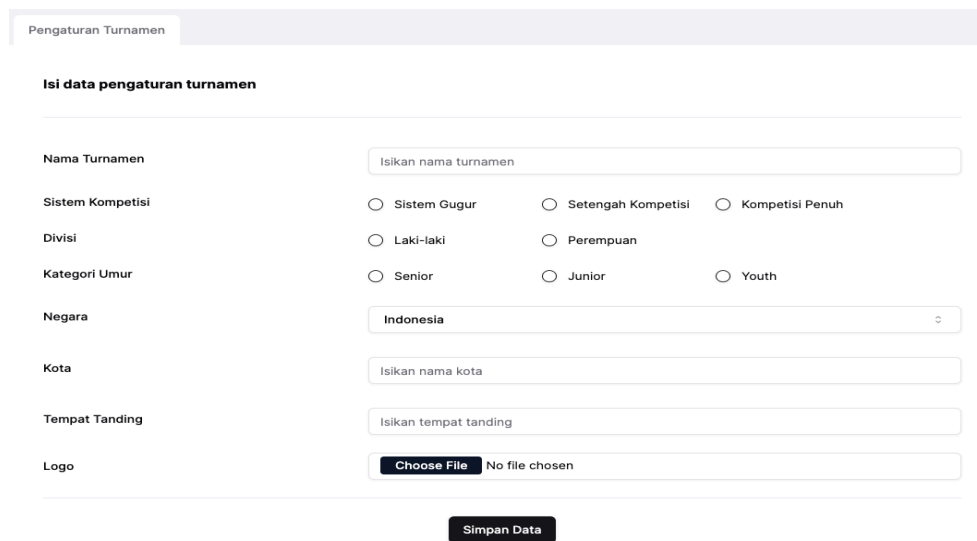 Pengaturan Turnamen
Isi data pengaturan turnamen
Nama Turnamen
Isikan nama turnamen
Sistem Kompetisi
Sistem Gugur Setengah Kompetisi Kompetisi Penuh
Divisi
Laki-laki Perempuan
Kategori Umur
Senior Junior Youth
Negara
Indonesia
Kota
Isikan nama kota
Tempat Tanding
Isikan tempat tanding
Logo
Choose File No file chosen
Simpan Data